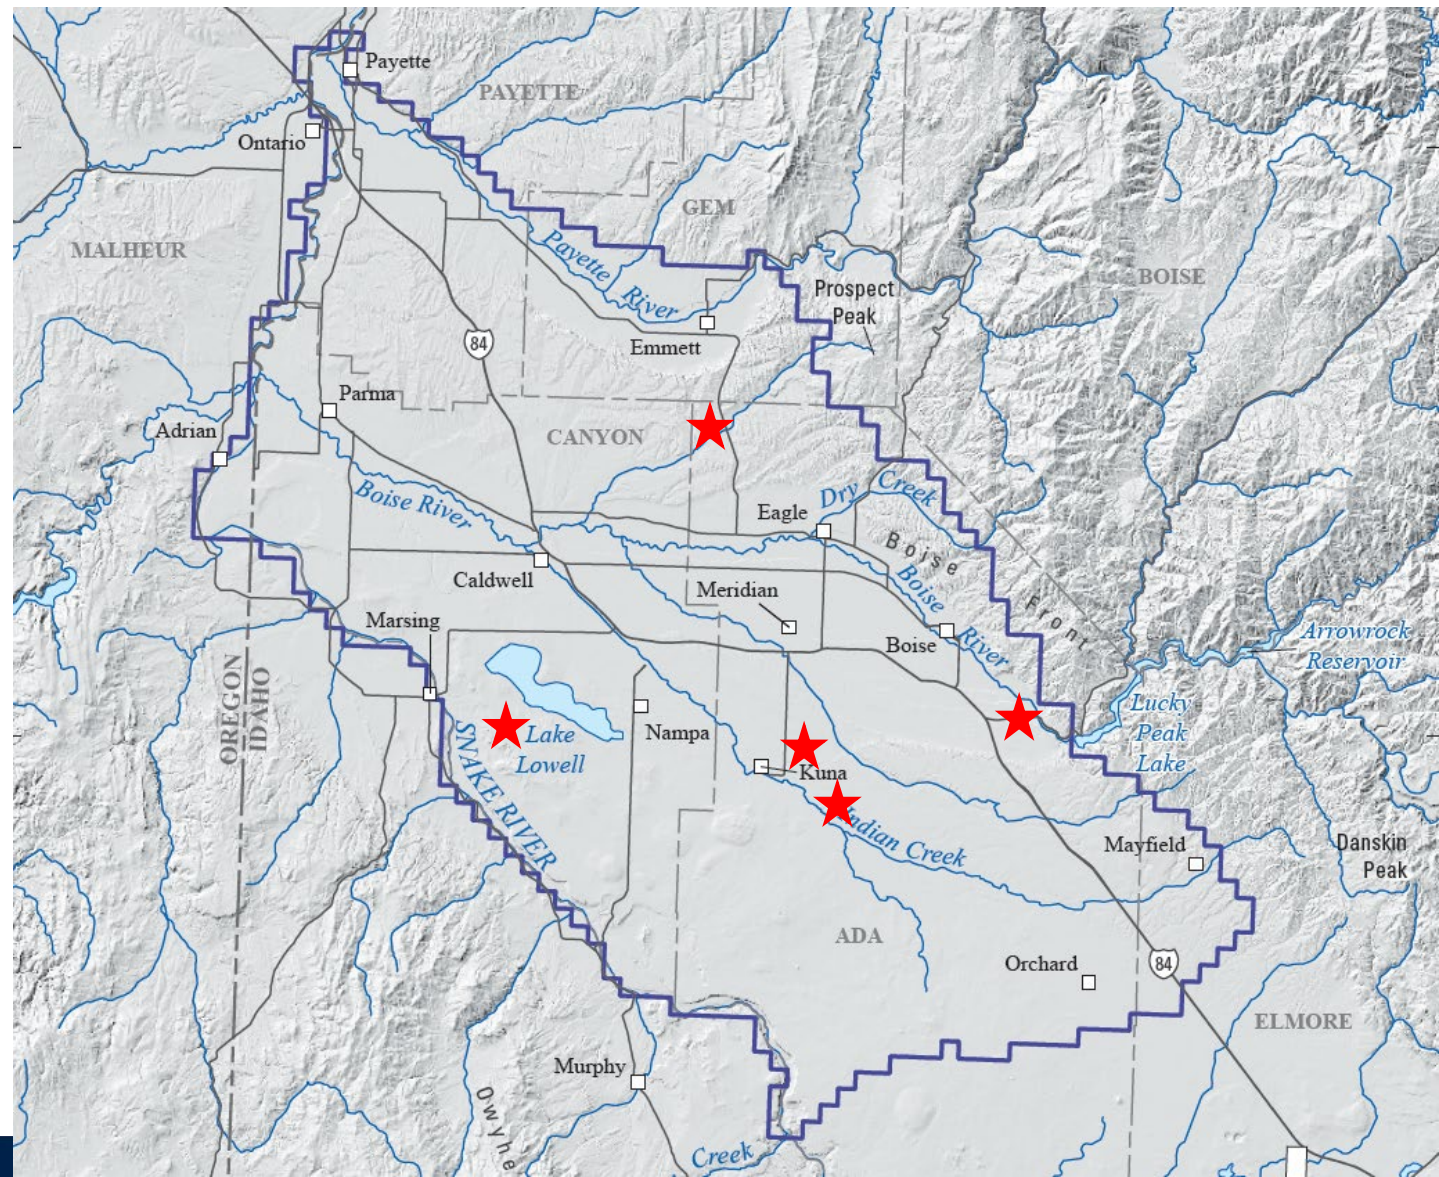 Payette
PAYETTE
Ontario
GEM
MALHEUR
BOISE
Payette
River
Prospect
Peak
84
Emmett
Parma
Adrian
CANYON
Boise River
Dry Creek
Eagle
Boise
Front
Caldwell
Meridian
Boise
River
Marsing
Boise
Arrowrock
Reservoir
OREGON
IDAHO
Lucky
Peak
Lake
Lake
Lowell
Nampa
SNAKE RIVER
Kuna
Indian Creek
Mayfield
Danskin
Peak
ADA
Orchard
84
ELMORE
Murphy
Owyhe
Creek